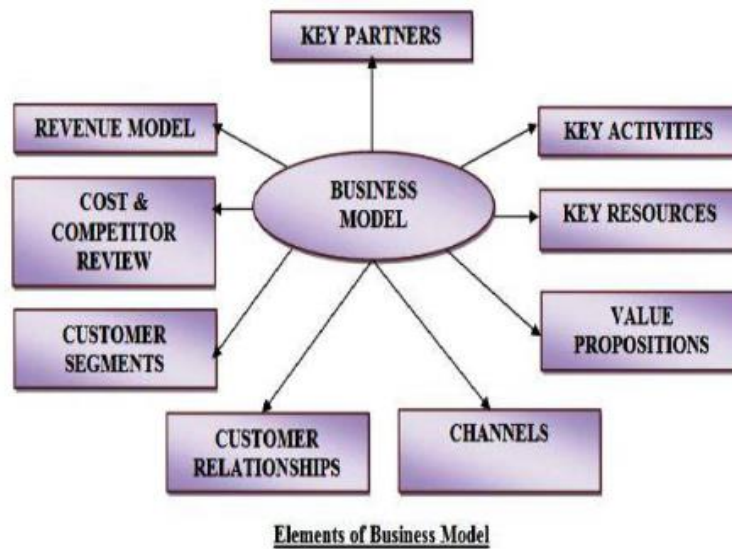 KEY PARTNERS
REVENUE MODEL
KEY ACTIVITIES
BUSINESS
MODEL
COST &
COMPETITOR
REVIEW
KEY RESOURCES
CUSTOMER
SEGMENTS
VALUE
PROPOSITIONS
CUSTOMER
RELATIONSHIPS
CHANNELS
Elements of Business Model